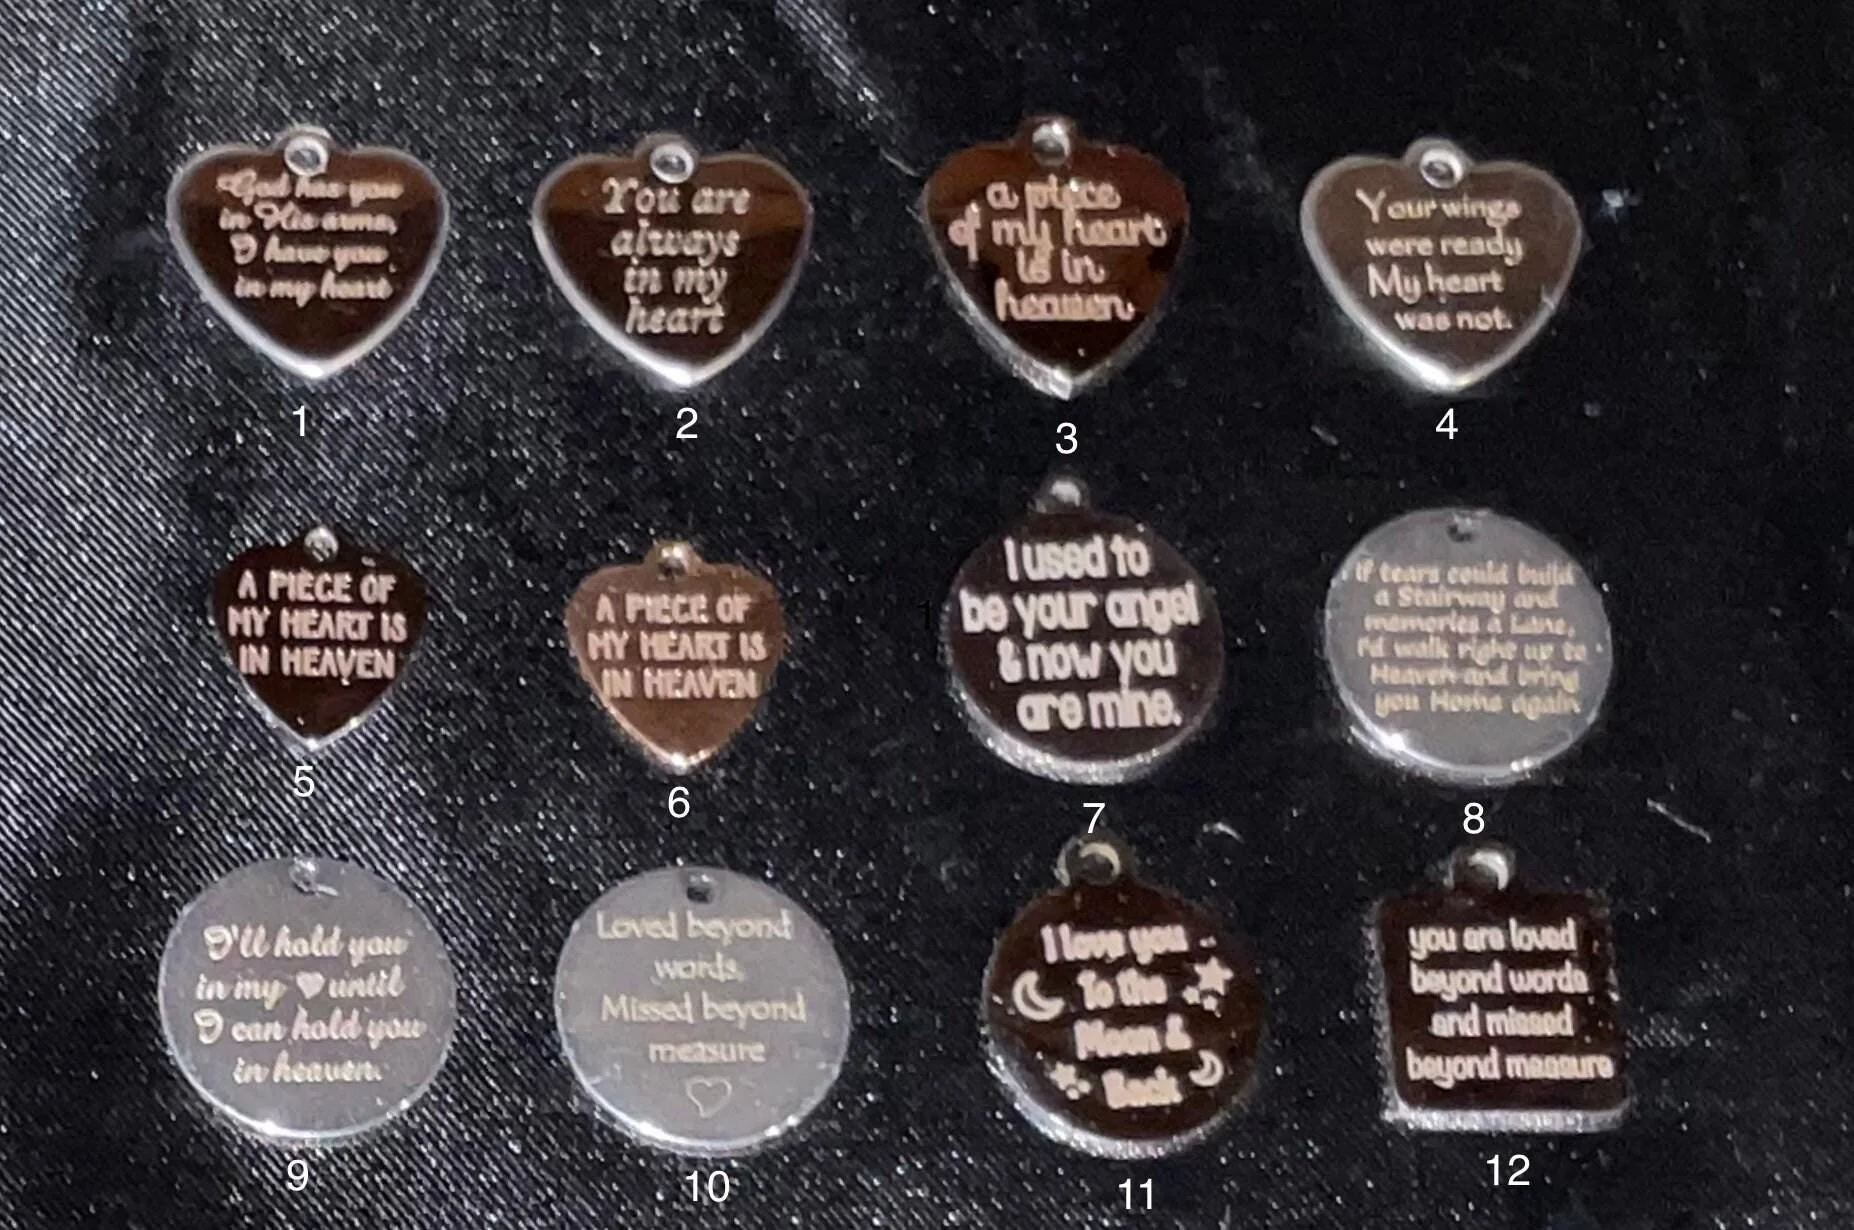 God has you
in His arms,
I have you
in my heart
1
You are
always
in my
heart
2
a piece
of my heart
is in
heaven
3
Your wings
were ready
My heart
was not.
4
A PIECE OF
MY HEART IS
IN HEAVEN
5
A PIECE OF
MY HEART IS
IN HEAVEN
6
I used to
be your angel
& now you
are mine.
7
if tears could build
a Stairway and
memories a Lane,
I'd walk right up to
Heaven and bring
you Home again
8
I'll hold you
in my ♥ until
I can hold you
in heaven.
9
Loved beyond
words.
Missed beyond
measure
10
I love you
To the
Moon &
Back
11
you are loved
beyond words
and missed
beyond measure
12